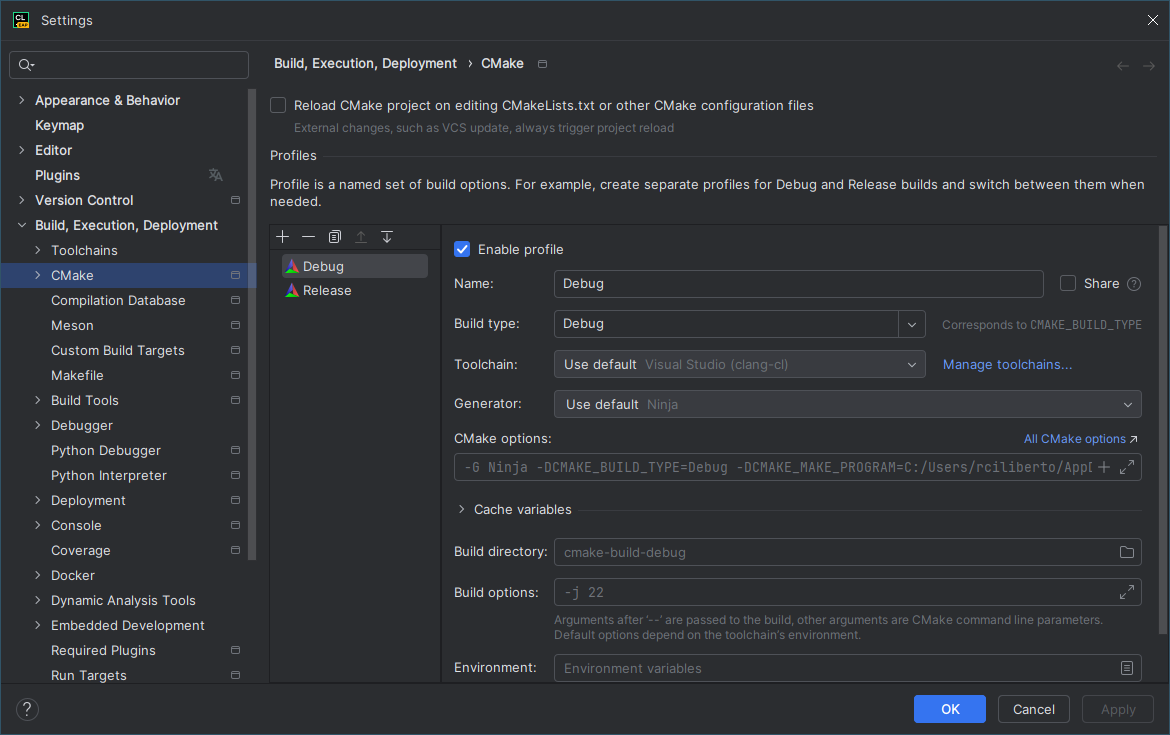 CL
Settings
Appearance & Behavior
Keymap
Editor
Plugins
Version Control
Build, Execution, Deployment
Toolchains
CMake
Compilation Database
Meson
Custom Build Targets
Makefile
Build Tools
Debugger
Python Debugger
Python Interpreter
Deployment
Console
Coverage
Docker
Dynamic Analysis Tools
Embedded Development
Required Plugins
Run Targets
Build, Execution, Deployment › CMake
Reload CMake project on editing CMakeLists.txt or other CMake configuration files
External changes, such as VCS update, always trigger project reload
Profiles
Profile is a named set of build options. For example, create separate profiles for Debug and Release builds and switch between them when
needed.
Debug
Release
Enable profile
Name: Debug Share ?
Build type: Debug Corresponds to CMAKE_BUILD_TYPE
Toolchain: Use default Visual Studio (clang-cl) Manage toolchains...
Generator: Use default Ninja
CMake options: All CMake options ↗
-G Ninja -DCMAKE_BUILD_TYPE=Debug -DCMAKE_MAKE_PROGRAM=C:/Users/rciliberto/AppD
Cache variables
Build directory: cmake-build-debug
Build options: -j 22
Arguments after '--' are passed to the build, other arguments are CMake command line parameters.
Default options depend on the toolchain's environment.
Environment: Environment variables
? OK Cancel Apply